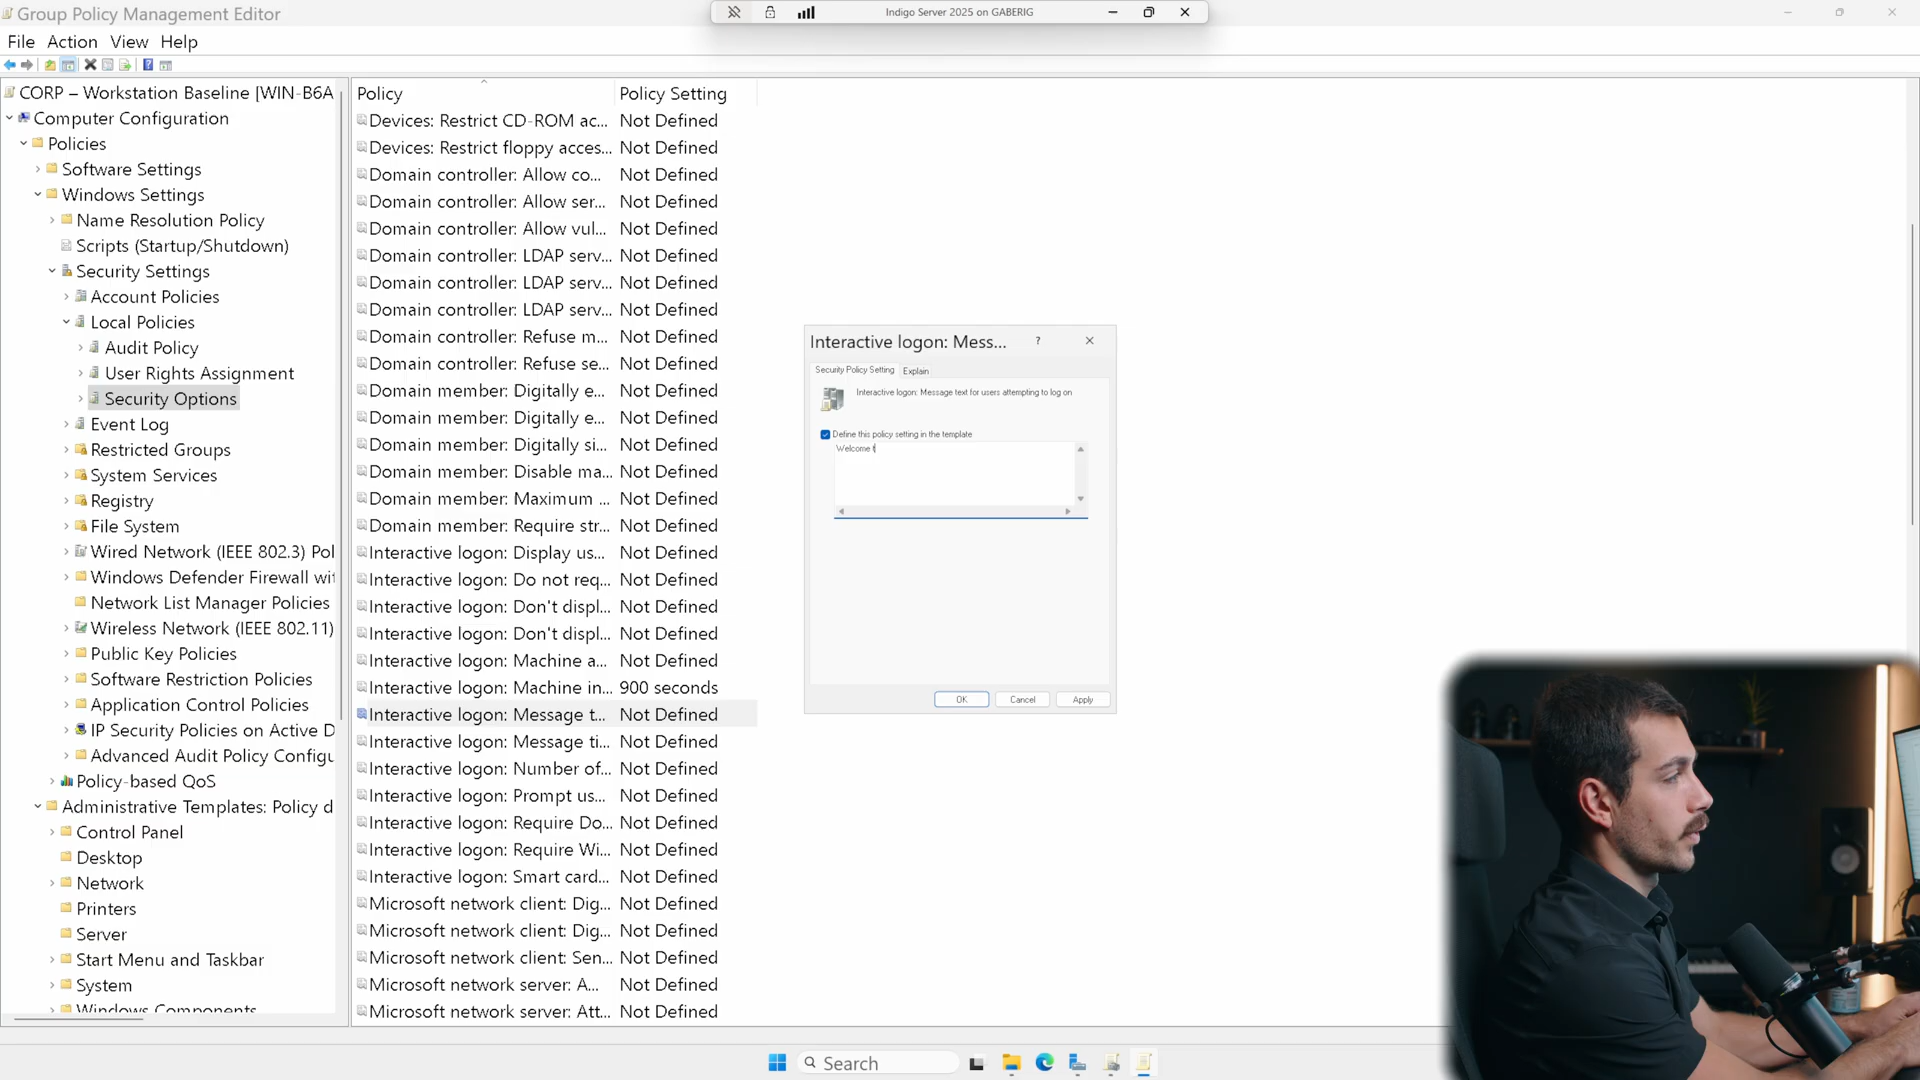 Group Policy Management Editor
Indigo Server 2025 on GABERIG
File Action View Help
CORP – Workstation Baseline [WIN-B6A
Computer Configuration
Policies
Software Settings
Windows Settings
Name Resolution Policy
Scripts (Startup/Shutdown)
Security Settings
Account Policies
Local Policies
Audit Policy
User Rights Assignment
Security Options
Event Log
Restricted Groups
System Services
Registry
File System
Wired Network (IEEE 802.3) Pol
Windows Defender Firewall wi
Network List Manager Policies
Wireless Network (IEEE 802.11)
Public Key Policies
Software Restriction Policies
Application Control Policies
IP Security Policies on Active D
Advanced Audit Policy Configu
Policy-based QoS
Administrative Templates: Policy d
Control Panel
Desktop
Network
Printers
Server
Start Menu and Taskbar
System
Windows Components
Policy Policy Setting
Devices: Restrict CD-ROM ac... Not Defined
Devices: Restrict floppy acces... Not Defined
Domain controller: Allow co... Not Defined
Domain controller: Allow ser... Not Defined
Domain controller: Allow vul... Not Defined
Domain controller: LDAP serv... Not Defined
Domain controller: LDAP serv... Not Defined
Domain controller: LDAP serv... Not Defined
Domain controller: Refuse m... Not Defined
Domain controller: Refuse se... Not Defined
Domain member: Digitally e... Not Defined
Domain member: Digitally e... Not Defined
Domain member: Digitally si... Not Defined
Domain member: Disable ma... Not Defined
Domain member: Maximum ... Not Defined
Domain member: Require str... Not Defined
Interactive logon: Display us... Not Defined
Interactive logon: Do not req... Not Defined
Interactive logon: Don't displ... Not Defined
Interactive logon: Don't displ... Not Defined
Interactive logon: Machine a... Not Defined
Interactive logon: Machine in... 900 seconds
Interactive logon: Message t... Not Defined
Interactive logon: Message ti... Not Defined
Interactive logon: Number of... Not Defined
Interactive logon: Prompt us... Not Defined
Interactive logon: Require Do... Not Defined
Interactive logon: Require Wi... Not Defined
Interactive logon: Smart card... Not Defined
Microsoft network client: Dig... Not Defined
Microsoft network client: Dig... Not Defined
Microsoft network client: Sen... Not Defined
Microsoft network server: A... Not Defined
Microsoft network server: Att... Not Defined
Interactive logon: Mess... ?
Security Policy Setting Explain
Interactive logon: Message text for users attempting to log on
Define this policy setting in the template
Welcome t
OK Cancel Apply
Search